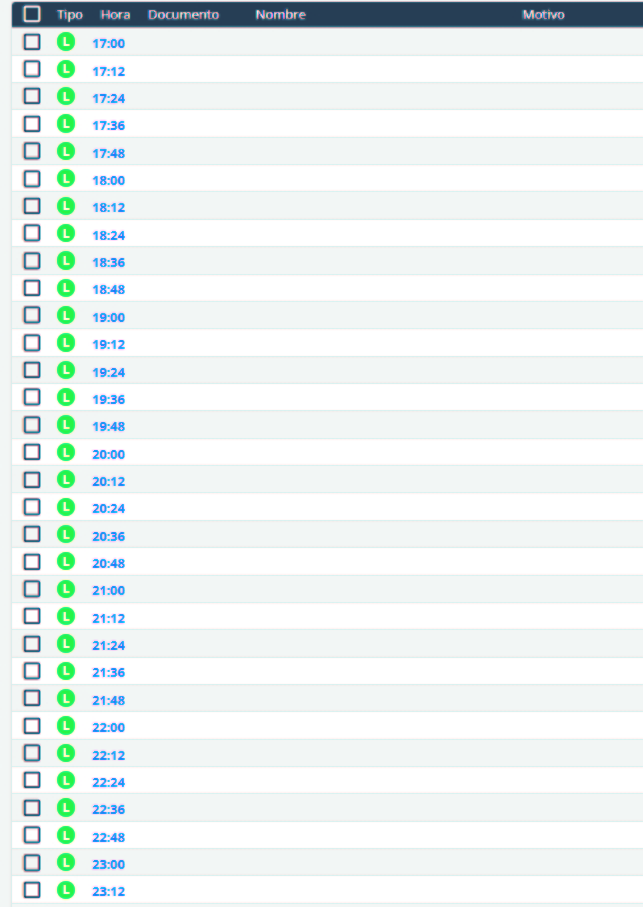 Tipo Hora Documento Nombre Motivo
L 17:00
L 17:12
L 17:24
L 17:36
L 17:48
L 18:00
L 18:12
L 18:24
L 18:36
L 18:48
L 19:00
L 19:12
L 19:24
L 19:36
L 19:48
L 20:00
L 20:12
L 20:24
L 20:36
L 20:48
L 21:00
L 21:12
L 21:24
L 21:36
L 21:48
L 22:00
L 22:12
L 22:24
L 22:36
L 22:48
L 23:00
L 23:12